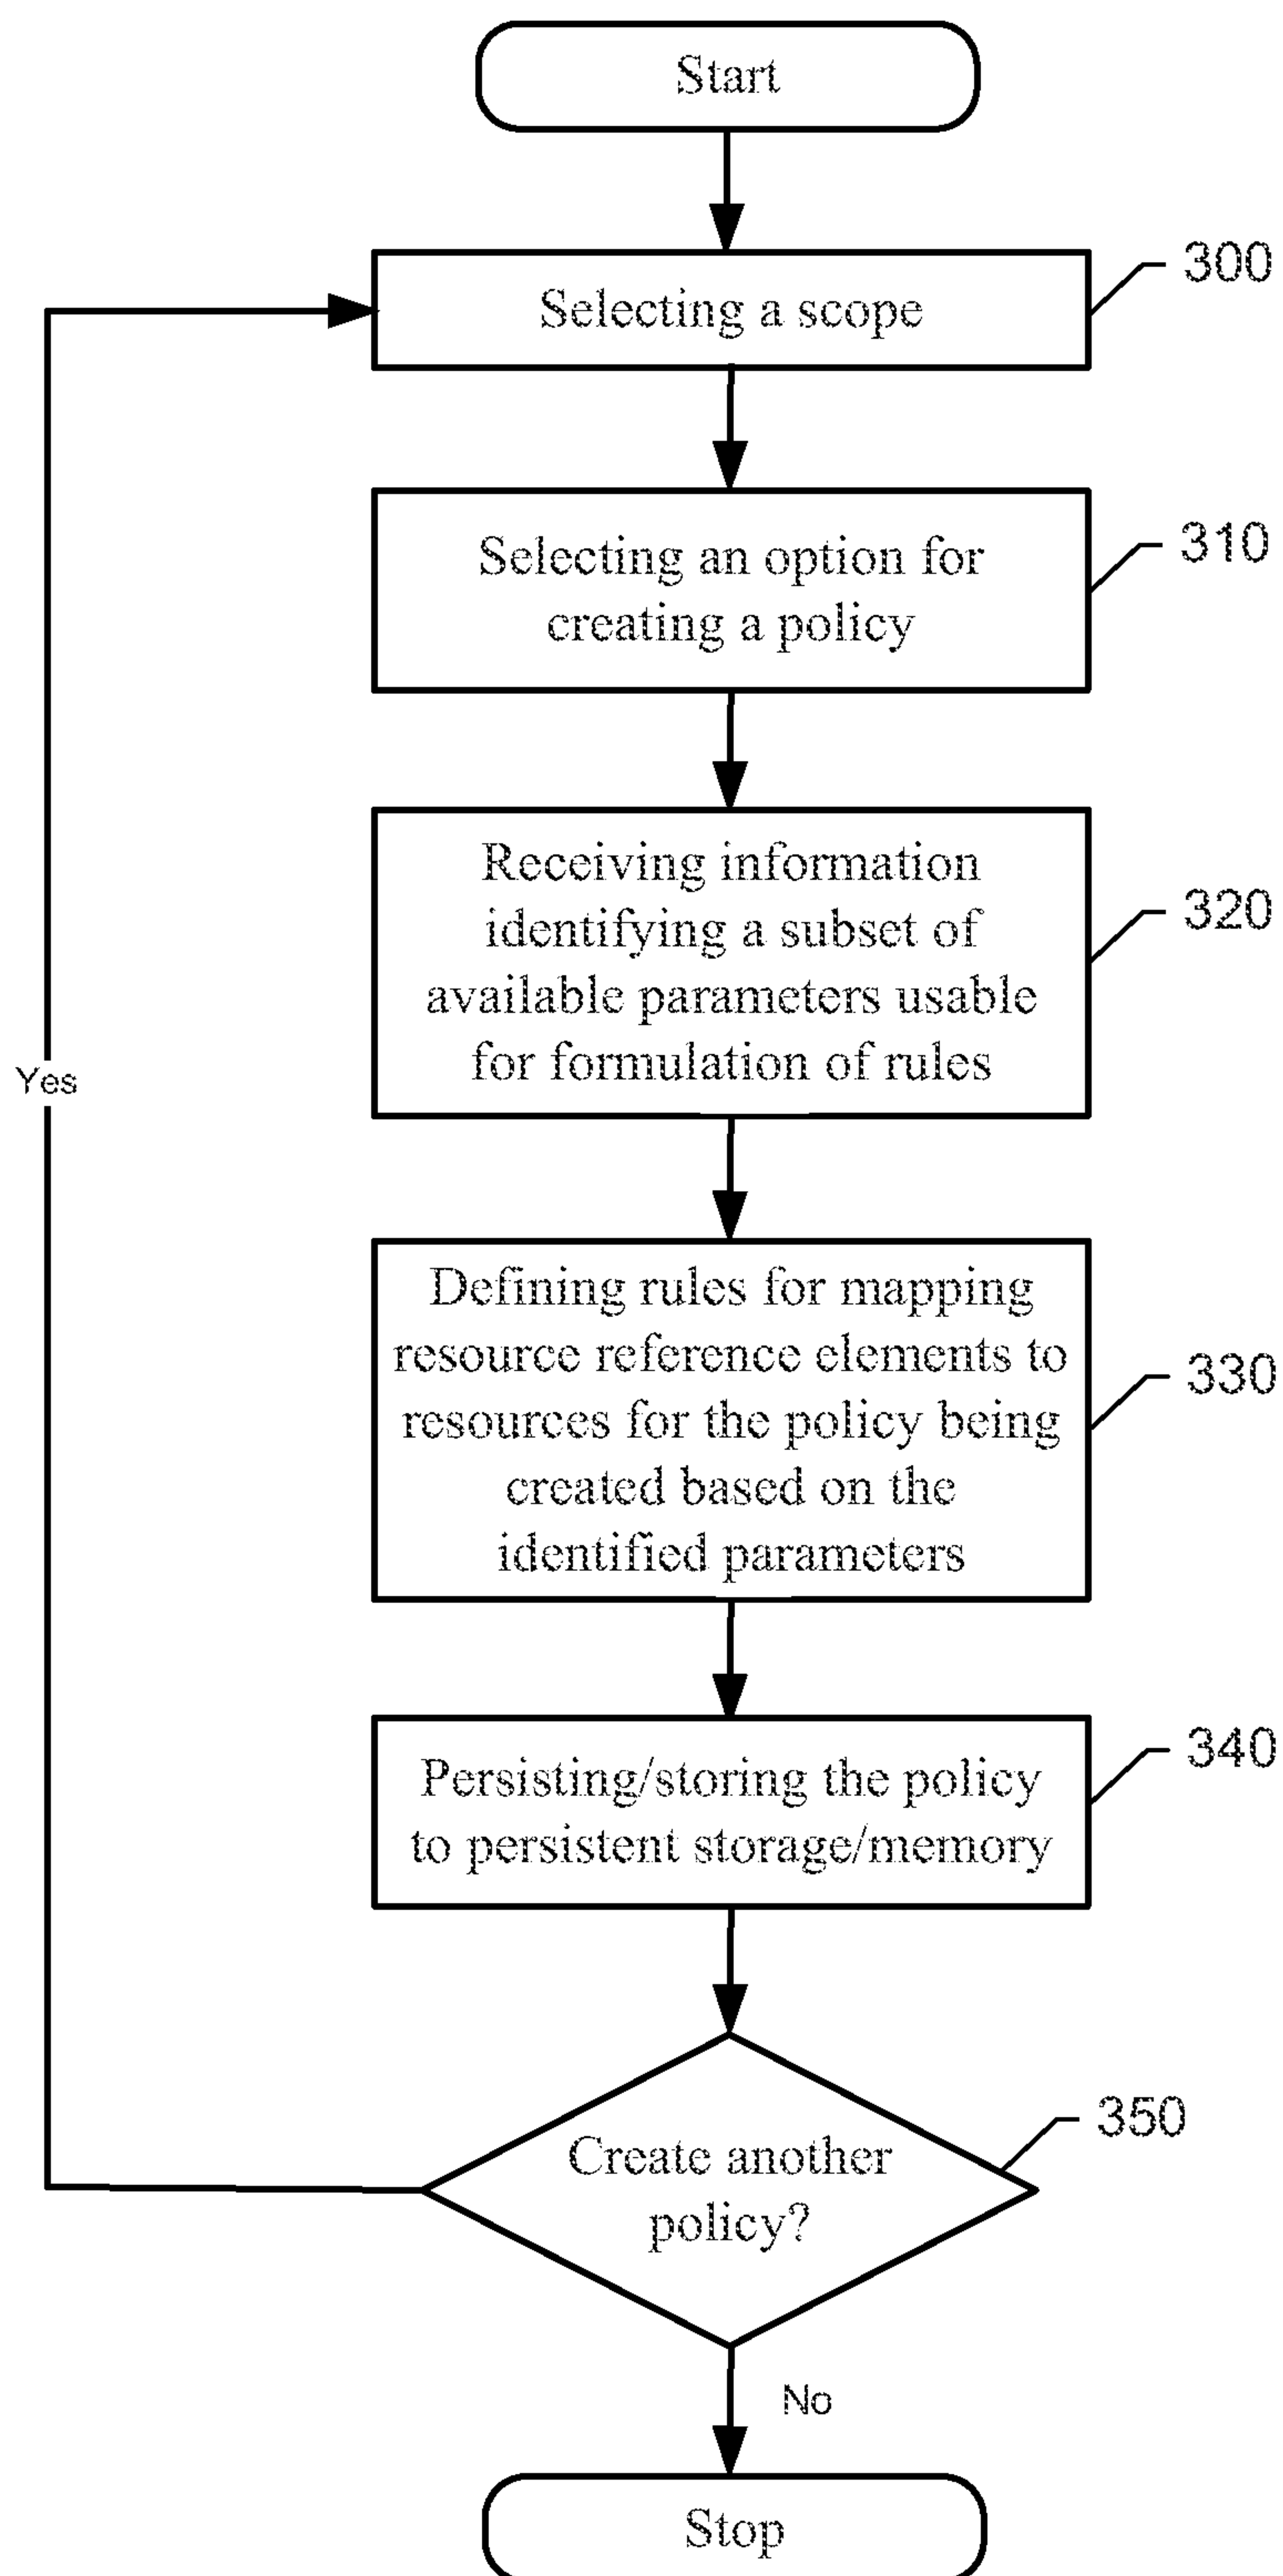 Start
Selecting a scope
300
Selecting an option for
creating a policy
310
Receiving information
identifying a subset of
available parameters usable
for formulation of rules
320
Yes
Defining rules for mapping
resource reference elements to
resources for the policy being
created based on the
identified parameters
330
Persisting/storing the policy
to persistent storage/memory
340
Create another
policy?
350
No
Stop